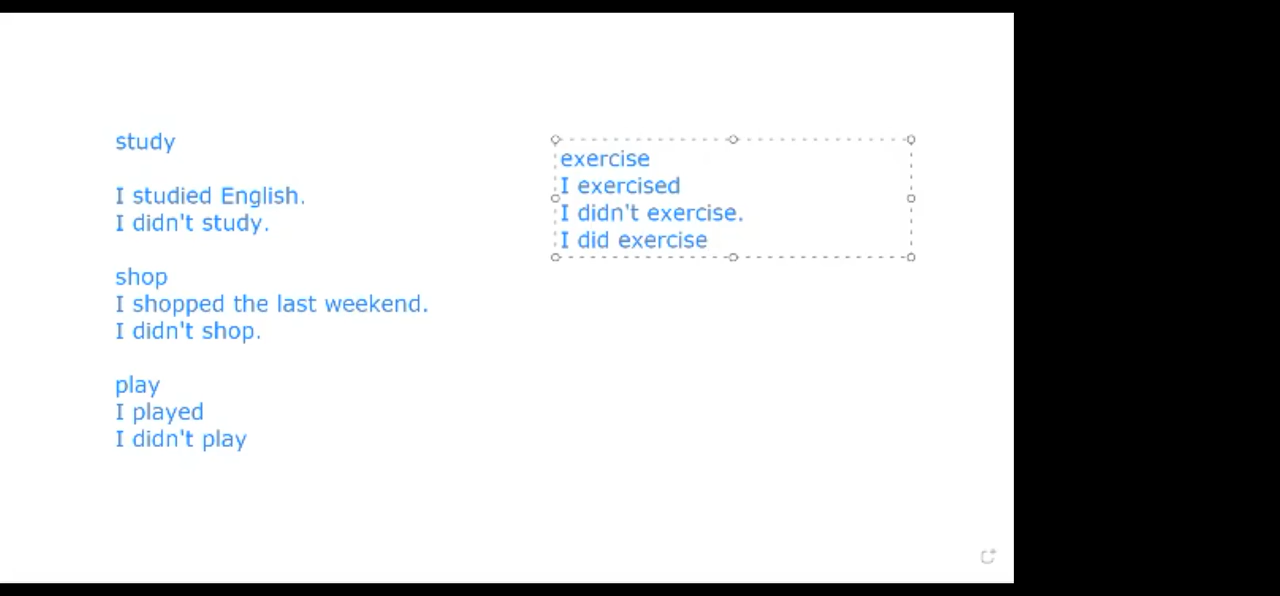 study
I studied English.
I didn't study.
shop
I shopped the last weekend.
I didn't shop.
play
I played
I didn't play
exercise
I exercised
I didn't exercise.
I did exercise